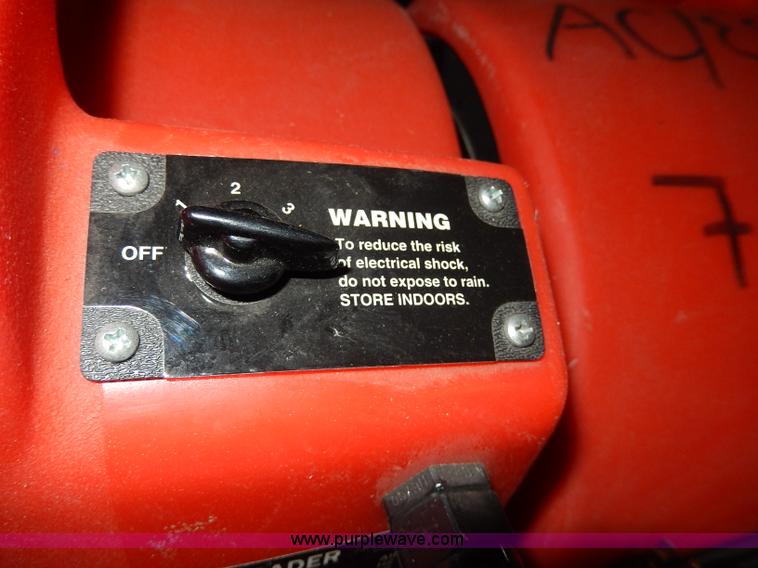 7
OFF
1
2
3
WARNING
To reduce the risk
of electrical shock,
do not expose to rain.
STORE INDOORS.
www.purplewave.com